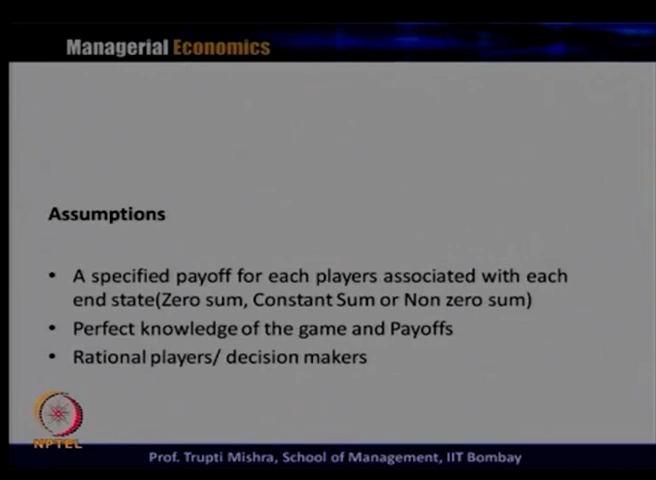 Managerial Economics
Assumptions
• A specified payoff for each players associated with each
end state(Zero sum, Constant Sum or Non zero sum)
• Perfect knowledge of the game and Payoffs
• Rational players/ decision makers
NPTEL
Prof. Trupti Mishra, School of Management, IIT Bombay